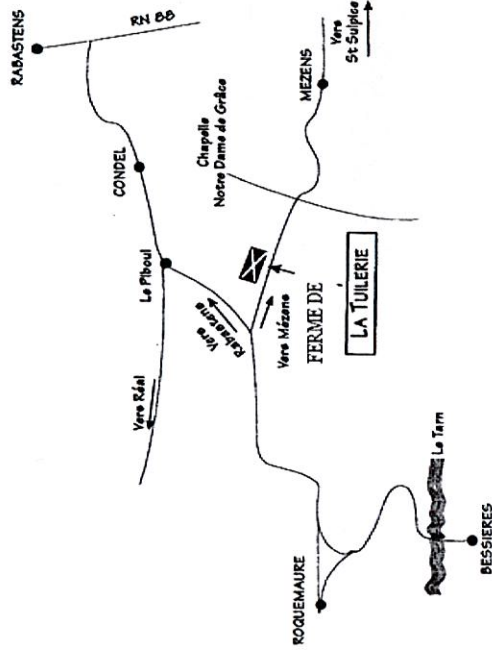 RABASTENS
RN 88
CONDEL
Le Piboul
Vers Réal
Vers
Rabastens
Chapelle
Notre Dame de Grâce
MEZENS
Vers
St Sulpice
Vers Mézens
FERME DE
LA TUILERIE
ROQUEMAURE
Le Tarn
BESSIERES